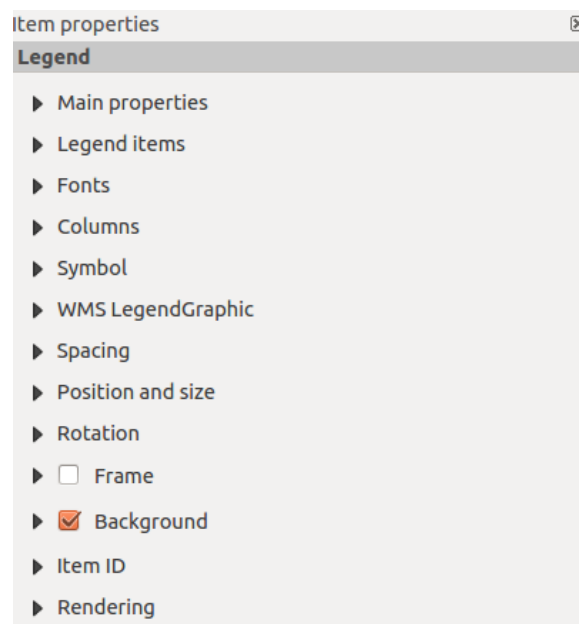 Item properties
Legend
Main properties
Legend items
Fonts
Columns
Symbol
WMS LegendGraphic
Spacing
Position and size
Rotation
Frame
Background
Item ID
Rendering